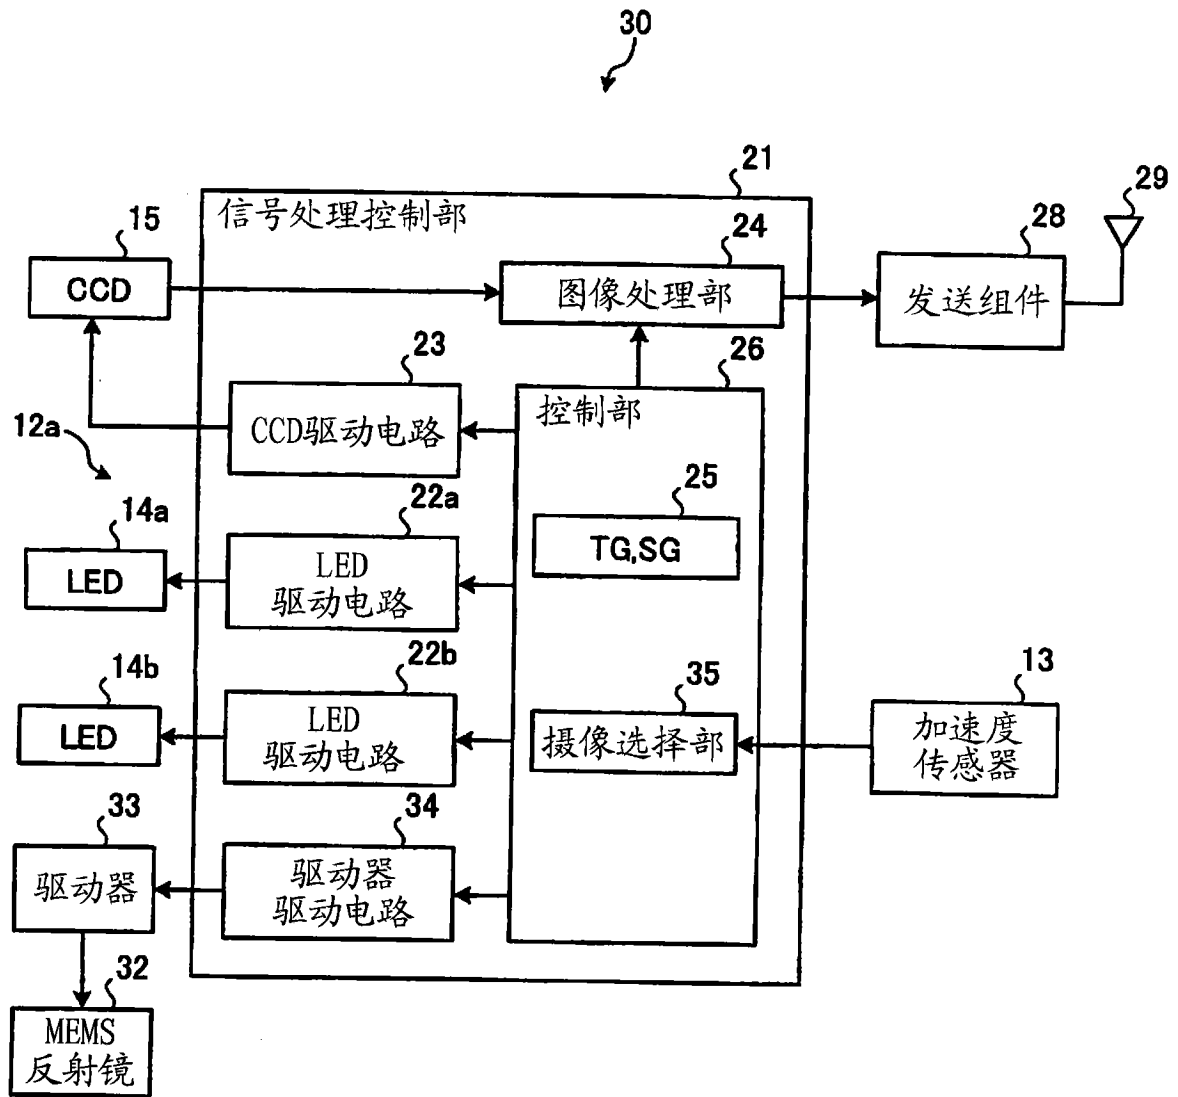 30
21
信号处理控制部
15
CCD
24
图像处理部
28
发送组件
29
23
CCD驱动电路
26
控制部
12a
25
TG,SG
14a
LED
22a
LED
驱动电路
14b
LED
22b
LED
驱动电路
35
摄像选择部
13
加速度
传感器
33
驱动器
34
驱动器
驱动电路
32
MEMS
反射镜